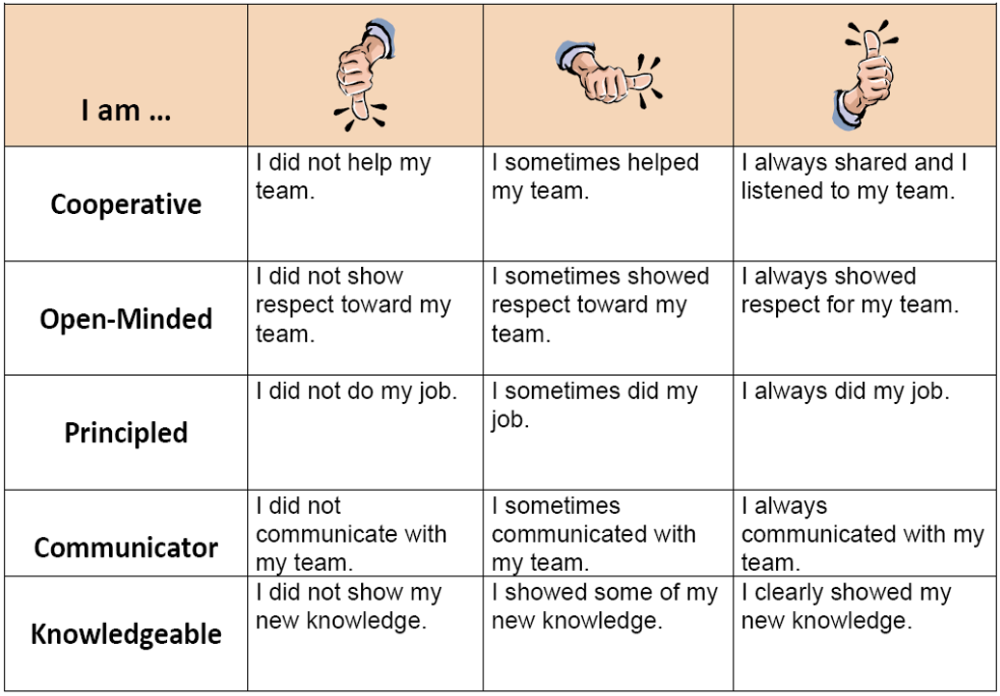 I am ...
Cooperative
I did not help my
team.
I sometimes helped
my team.
I always shared and I
listened to my team.
Open-Minded
I did not show
respect toward my
team.
I sometimes showed
respect toward my
team.
I always showed
respect for my team.
Principled
I did not do my job.
I sometimes did my
job.
I always did my job.
Communicator
I did not
communicate with
my team.
I sometimes
communicated with
my team.
I always
communicated with my
team.
Knowledgeable
I did not show my
new knowledge.
I showed some of my
new knowledge.
I clearly showed my
new knowledge.